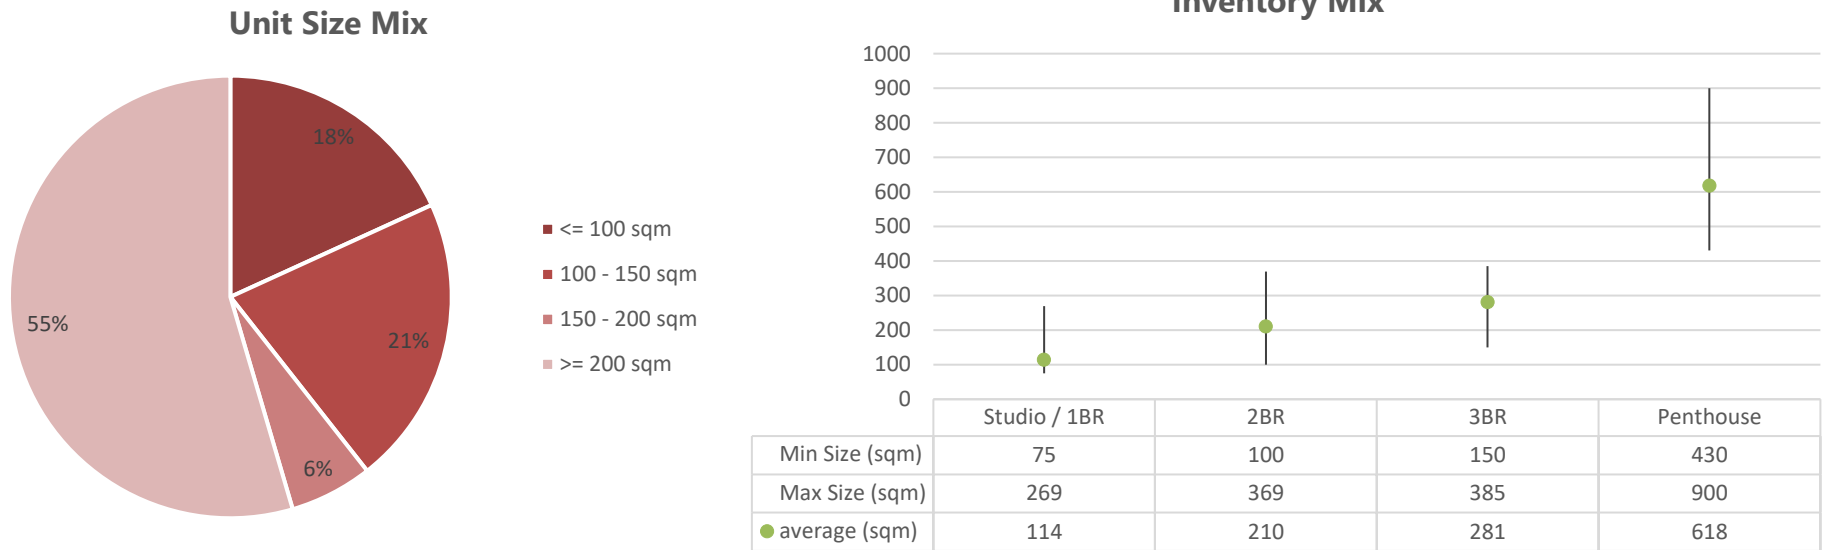 Unit Size Mix
18%
21%
6%
55%
<= 100 sqm
100 - 150 sqm
150 - 200 sqm
>= 200 sqm
Inventory Mix
1000
900
800
700
600
500
400
300
200
100
0
Studio / 1BR 2BR 3BR Penthouse
Min Size (sqm) 75 100 150 430
Max Size (sqm) 269 369 385 900
average (sqm) 114 210 281 618